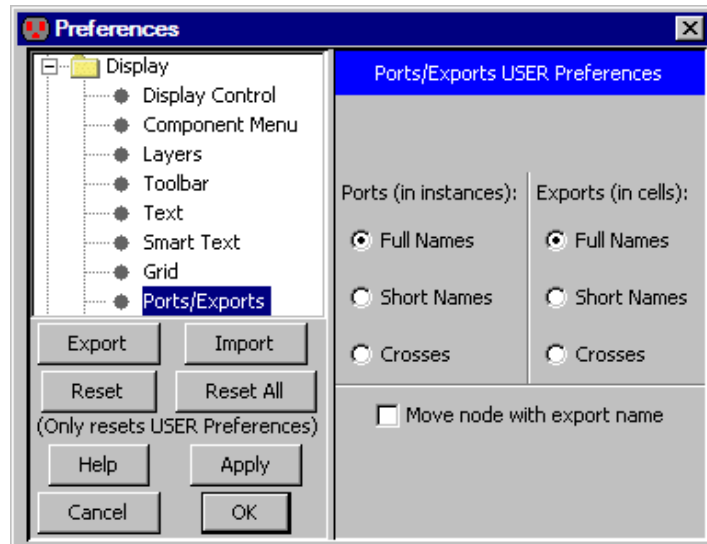 Preferences
Display
Display Control
Component Menu
Layers
Toolbar
Text
Smart Text
Grid
Ports/Exports
Export Import
Reset Reset All
(Only resets USER Preferences)
Help Apply
Cancel OK
Ports/Exports USER Preferences
Ports (in instances): Exports (in cells):
Full Names Full Names
Short Names Short Names
Crosses Crosses
Move node with export name